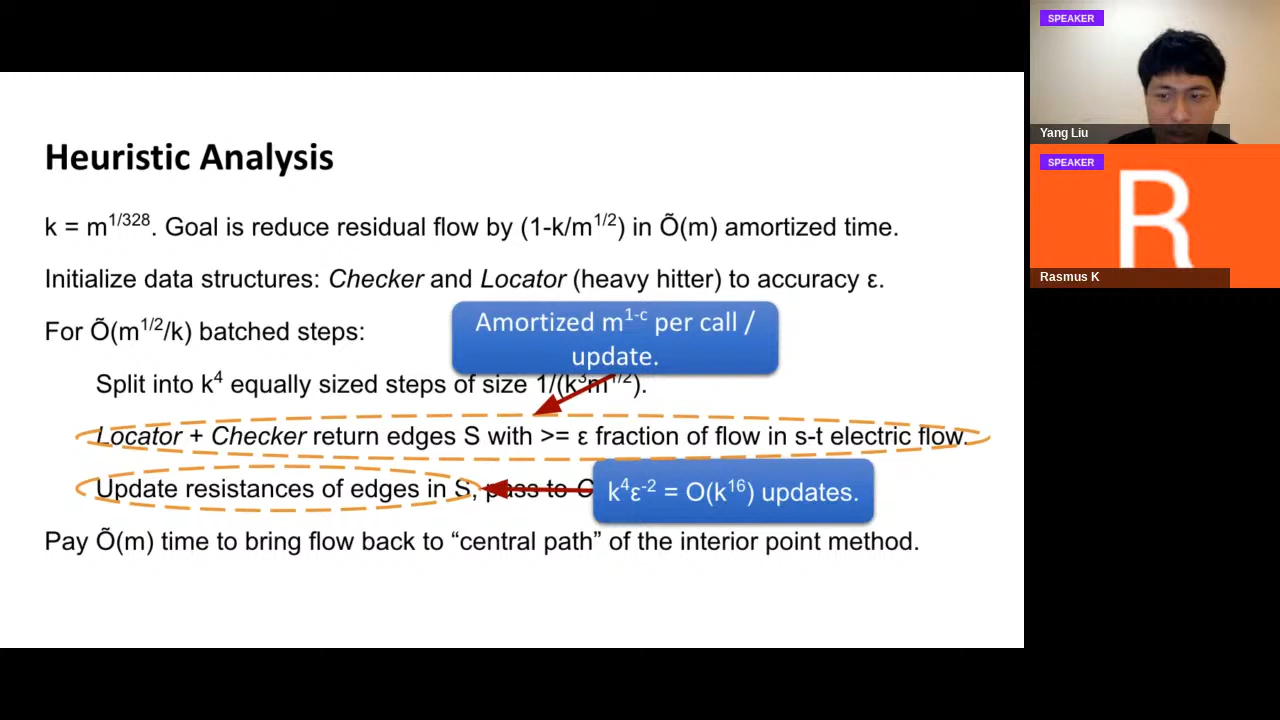 Heuristic Analysis
k = m^1/328. Goal is reduce residual flow by (1-k/m^1/2) in Õ(m) amortized time.
Initialize data structures: Checker and Locator (heavy hitter) to accuracy ε.
For Õ(m^1/2/k) batched steps:
Amortized m^1-c per call /
update.
Split into k^4 equally sized steps of size 1/(k^3m^1/2).
Locator + Checker return edges S with >= ε fraction of flow in s-t electric flow.
Update resistances of edges in S, pass to
k^4ε^-2 = O(k^16) updates.
Pay Õ(m) time to bring flow back to “central path” of the interior point method.
SPEAKER
Yang Liu
SPEAKER
R
Rasmus K